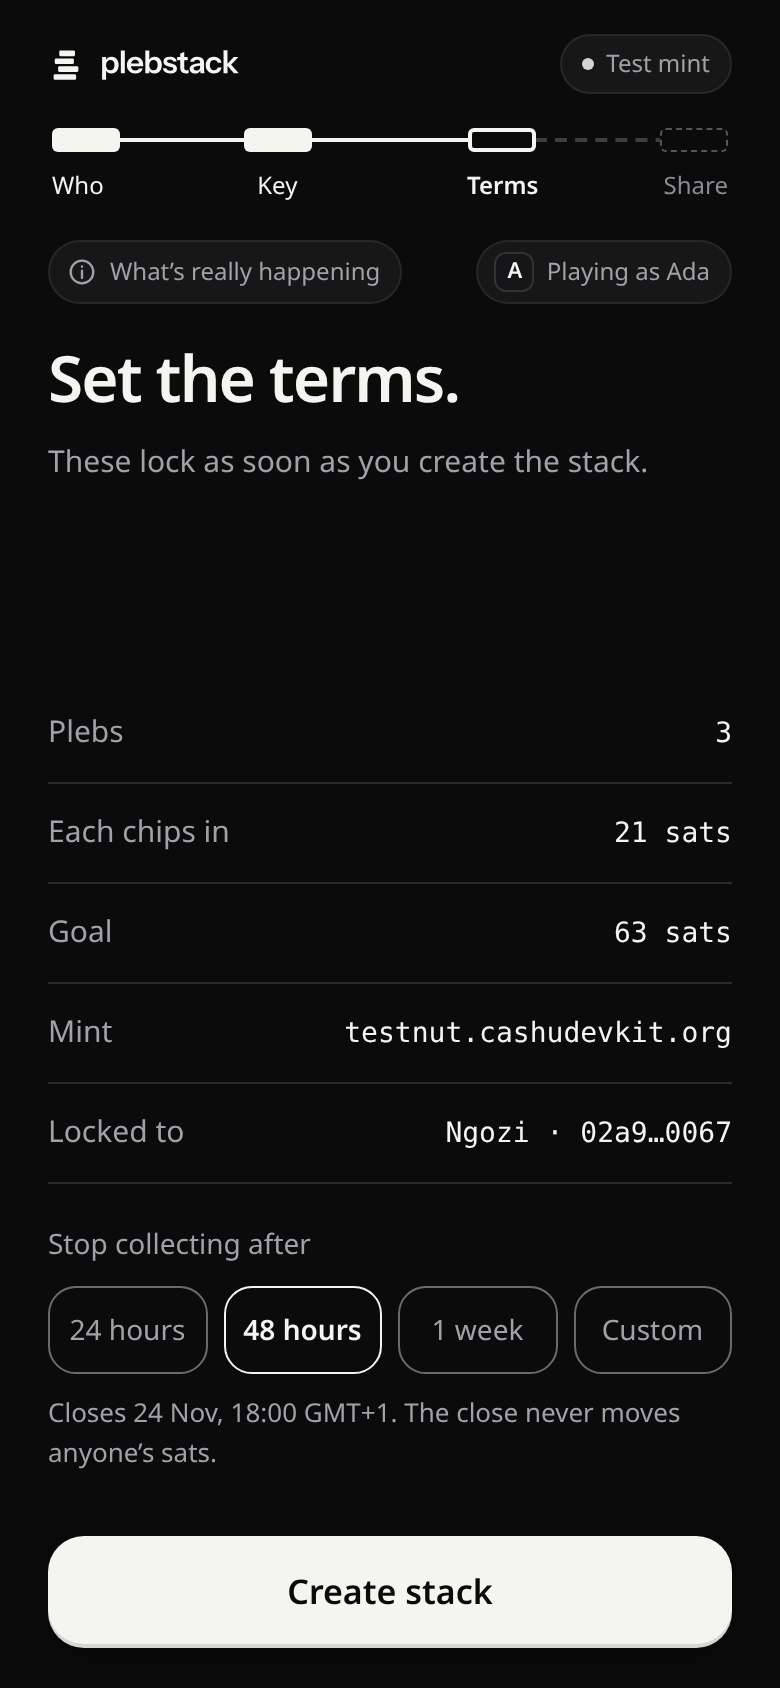 plebstack
Test mint
Who Key Terms Share
What’s really happening
A Playing as Ada
Set the terms.
These lock as soon as you create the stack.
Plebs 3
Each chips in 21 sats
Goal 63 sats
Mint testnut.cashudevkit.org
Locked to Ngozi · 02a9…0067
Stop collecting after
24 hours 48 hours 1 week Custom
Closes 24 Nov, 18:00 GMT+1. The close never moves
anyone’s sats.
Create stack